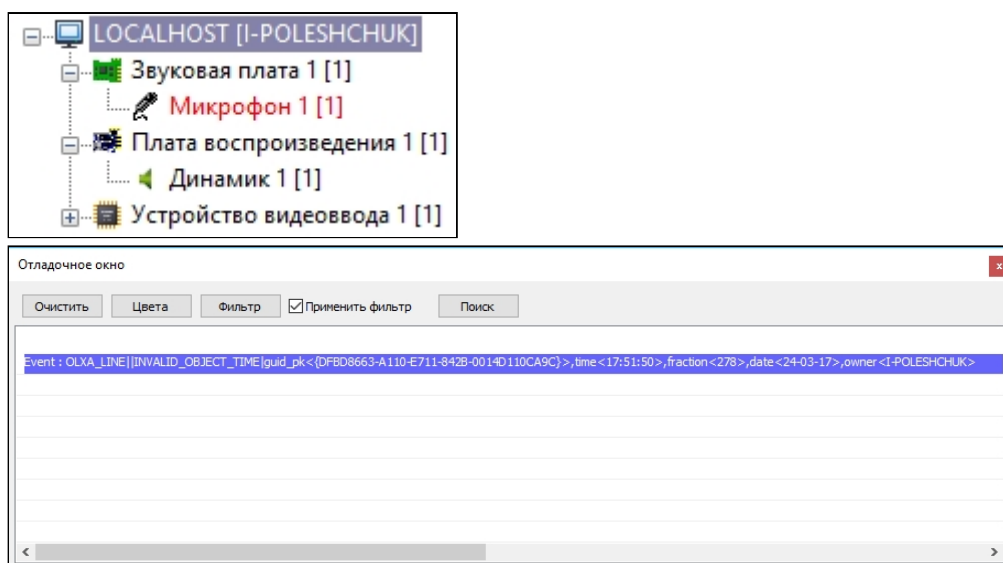 LOCALHOST [I-POLESHCHUK]
Звуковая плата 1 [1]
Микрофон 1 [1]
Плата воспроизведения 1 [1]
Динамик 1 [1]
Устройство видеоввода 1 [1]
Отладочное окно
x
Очистить Цвета Фильтр Применить фильтр Поиск
Event : OLXA_LINE||INVALID_OBJECT_TIME|guid_pk<{DFBD8663-A110-E711-842B-0014D110CA9C}>,time<17:51:50>,fraction<278>,date<24-03-17>,owner<I-POLESHCHUK>